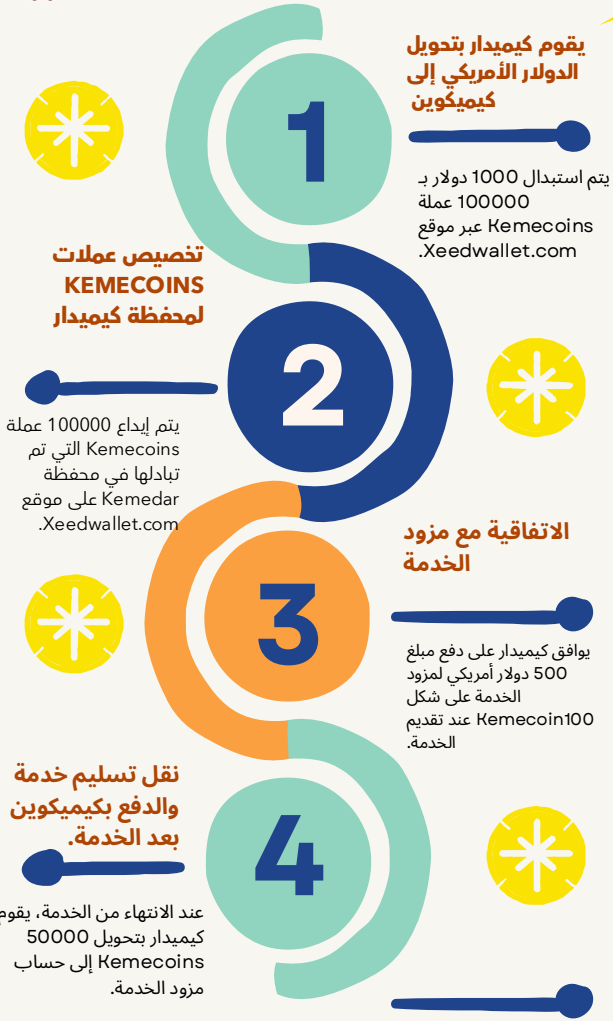 يقوم كيميدار بتحويل
الدولار الأمريكي إلى
كيميكوين
1
يتم استبدال 1000 دولار بـ
100000 عملة
Kemecoins عبر موقع
Xeedwallet.com.
تخصيص عملات
KEMECOINS
لمحفظة كيميدار
2
يتم إيداع 100000 عملة
Kemecoins التي تم
تبادلها في محفظة
Kemedar على موقع
Xeedwallet.com.
الاتفاقية مع مزود
الخدمة
3
يوافق كيميدار على دفع مبلغ
500 دولار أمريكي لمزود
الخدمة على شكل
Kemecoin100 عند تقديم
الخدمة.
نقل تسليم خدمة
والدفع بكيميكوين
بعد الخدمة.
4
عند الانتهاء من الخدمة، يقوم
كيميدار بتحويل 50000
Kemecoins إلى حساب
مزود الخدمة.